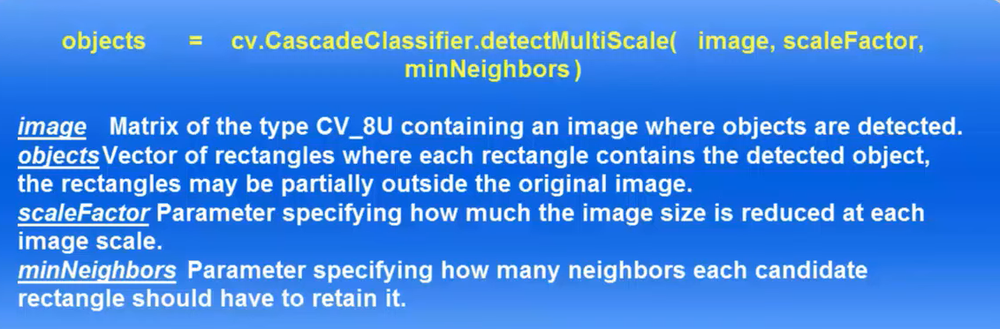 objects = cv.CascadeClassifier.detectMultiScale( image, scaleFactor,
minNeighbors)
image Matrix of the type CV_8U containing an image where objects are detected.
objects Vector of rectangles where each rectangle contains the detected object,
the rectangles may be partially outside the original image.
scaleFactor Parameter specifying how much the image size is reduced at each
image scale.
minNeighbors Parameter specifying how many neighbors each candidate
rectangle should have to retain it.